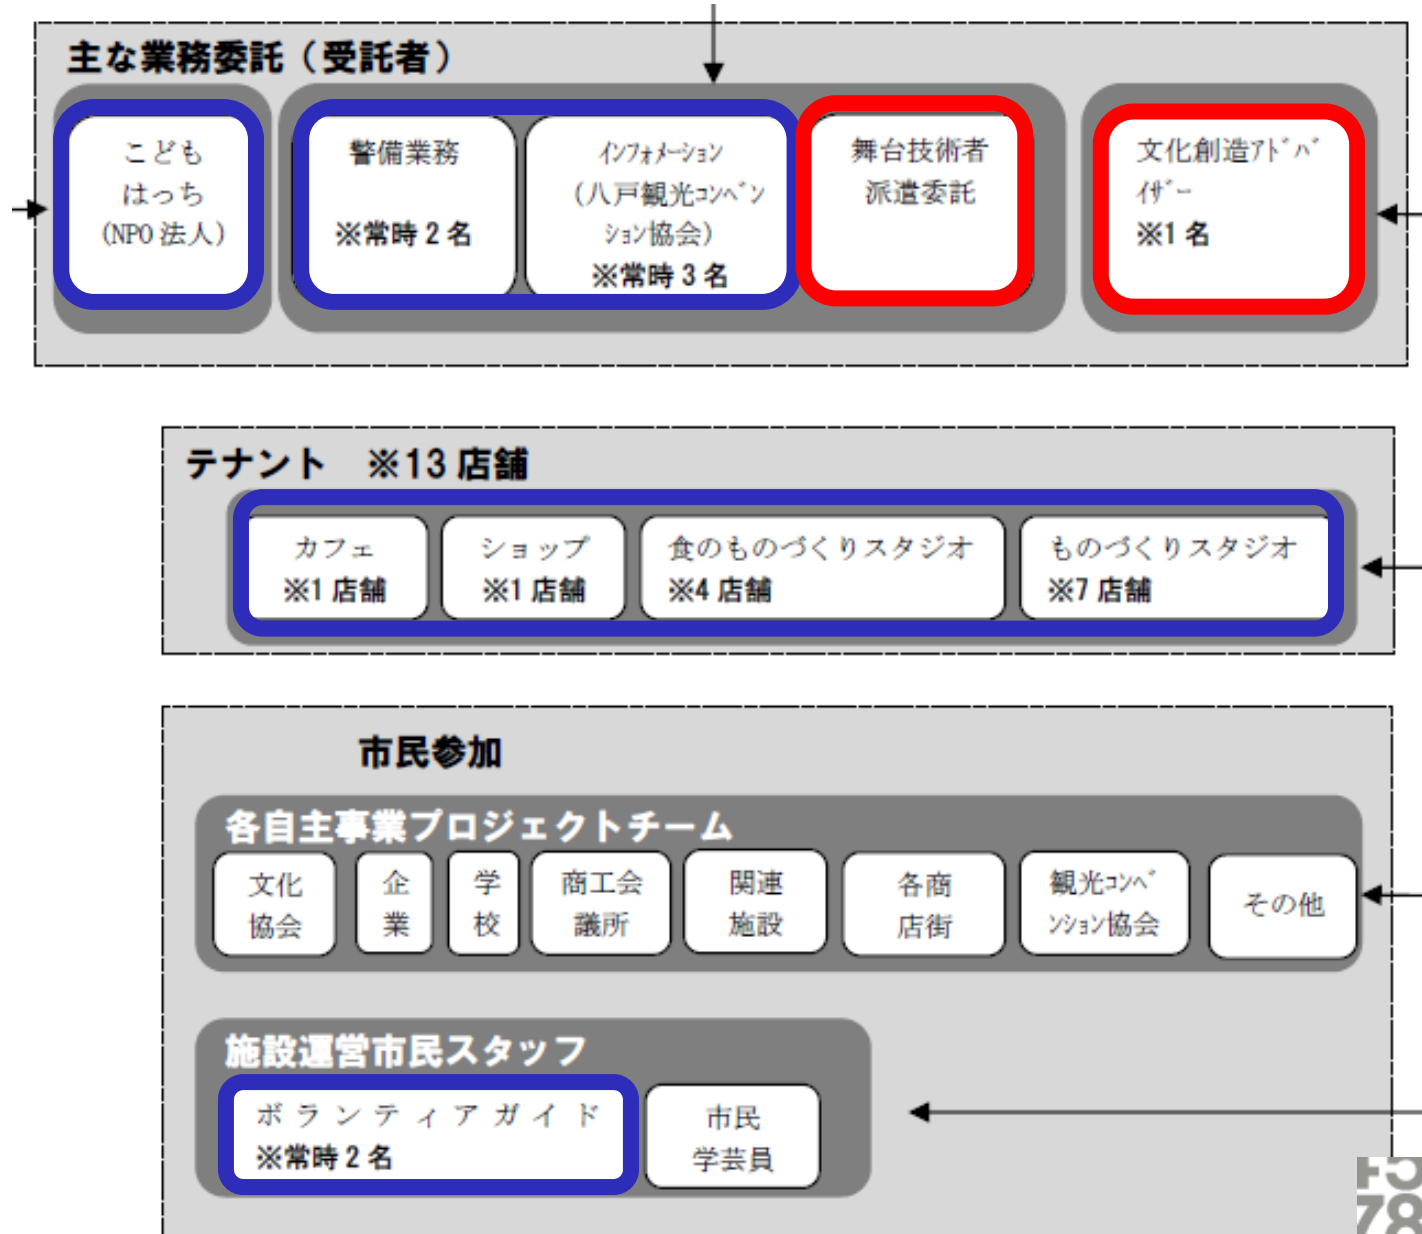 主な業務委託（受託者）
こども
はっち
(NPO 法人)
警備業務
※常時 2 名
ｲﾝﾌｫﾒｰｼｮﾝ
(八戸観光ｺﾝﾍﾞﾝ
ｼｮﾝ協会)
※常時 3 名
舞台技術者
派遣委託
文化創造ｱﾄﾞﾊﾞ
ｲｻﾞｰ
※1 名
テナント　※13 店舗
カフェ
※1 店舗
ショップ
※1 店舗
食のものづくりスタジオ
※4 店舗
ものづくりスタジオ
※7 店舗
市民参加
各自主事業プロジェクトチーム
文化
協会
企
業
学
校
商工会
議所
関連
施設
各商
店街
観光ｺﾝﾍﾞ
ﾝｼｮﾝ協会
その他
施設運営市民スタッフ
ボランティアガイド
※常時 2 名
市民
学芸員
78